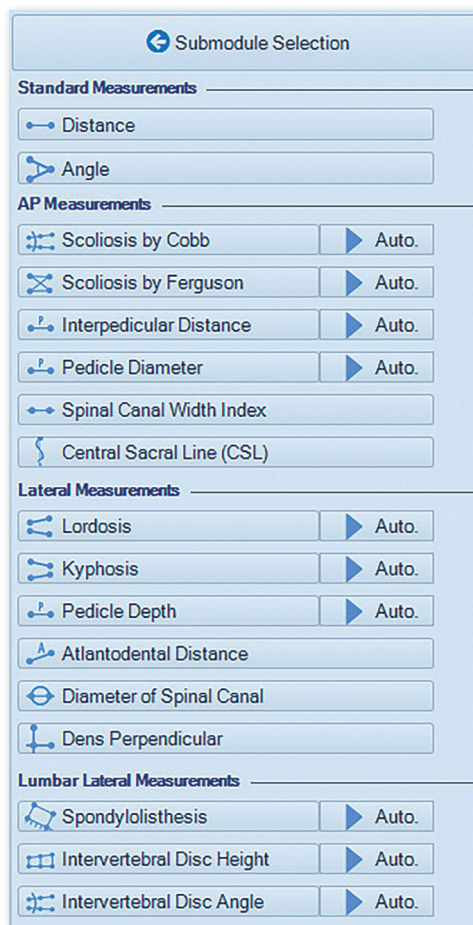 Submodule Selection
Standard Measurements
Distance
Angle
AP Measurements
Scoliosis by Cobb Auto.
Scoliosis by Ferguson Auto.
P Interpedicular Distance Auto.
P Pedicle Diameter Auto.
Spinal Canal Width Index
Central Sacral Line (CSL)
Lateral Measurements
Lordosis Auto.
Kyphosis Auto.
P Pedicle Depth Auto.
A Atlantodental Distance
Diameter of Spinal Canal
Dens Perpendicular
Lumbar Lateral Measurements
Spondylolisthesis Auto.
Intervertebral Disc Height Auto.
Intervertebral Disc Angle Auto.